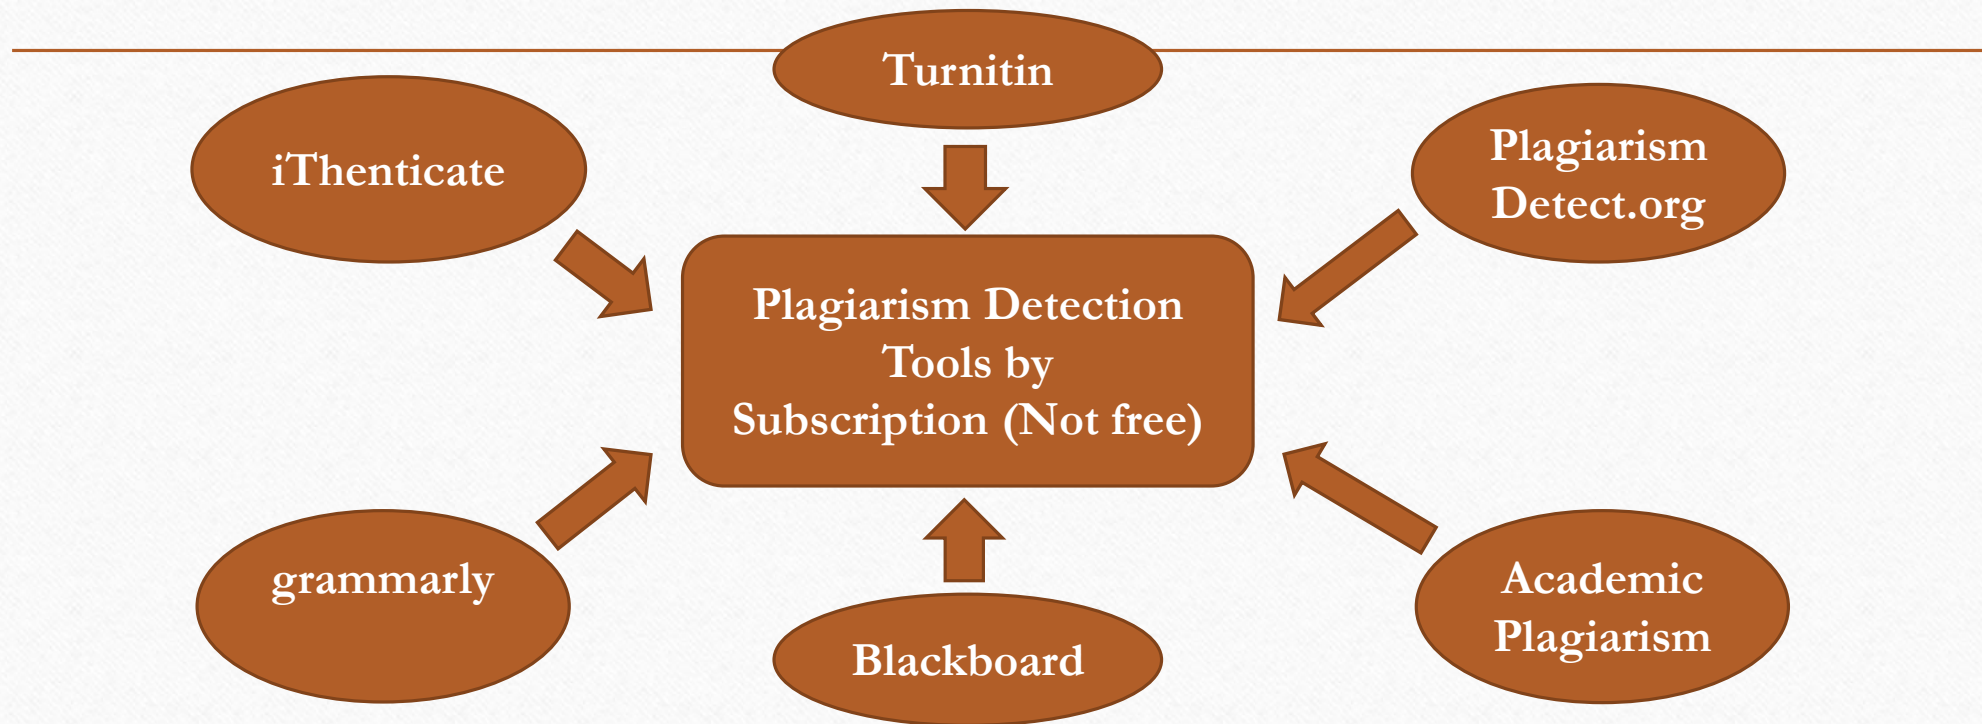 Turnitin
iThenticate
Plagiarism
Detect.org
Plagiarism Detection
Tools by
Subscription (Not free)
grammarly
Academic
Plagiarism
Blackboard